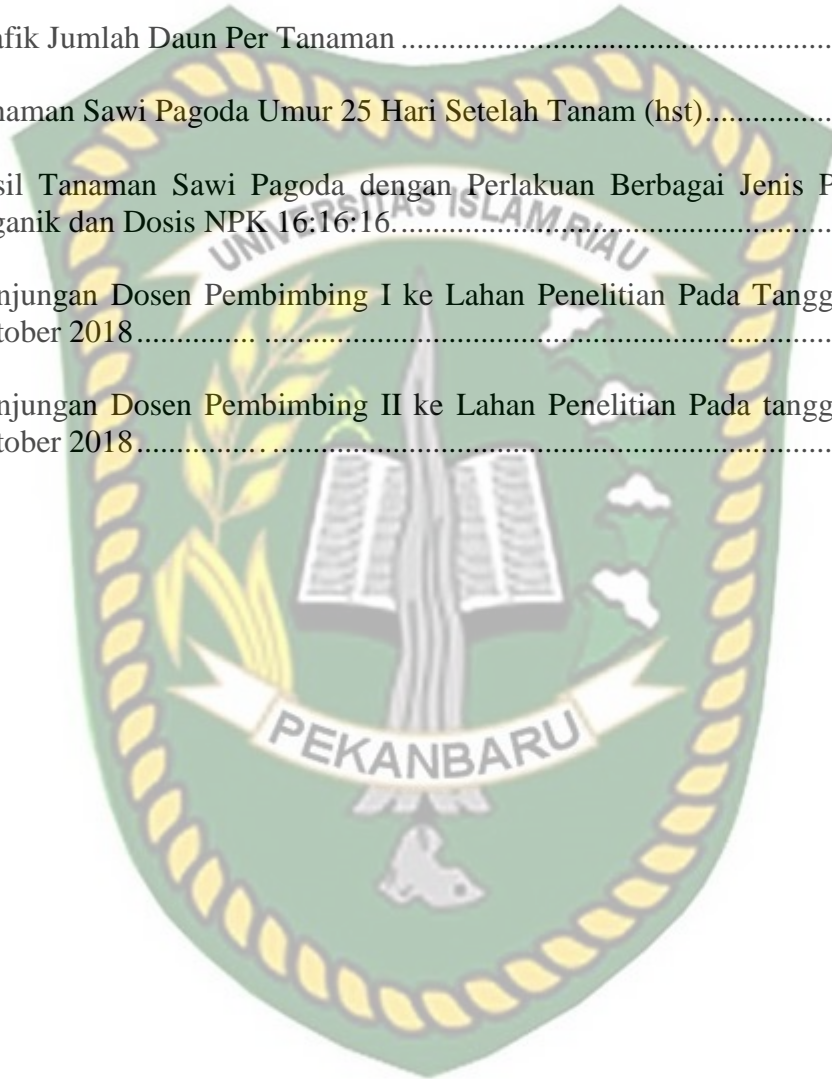 afik Jumlah Daun Per Tanaman ....................................................
naman Sawi Pagoda Umur 25 Hari Setelah Tanam (hst)..................
sil Tanaman Sawi Pagoda dengan Perlakuan Berbagai Jenis P
ganik dan Dosis NPK 16:16:16.....................................................
UNIVERSITAS ISLAM RIAU
njungan Dosen Pembimbing I ke Lahan Penelitian Pada Tangg
tober 2018.............. .................................................................
njungan Dosen Pembimbing II ke Lahan Penelitian Pada tangg
tober 2018............... .................................................................
PEKANBARU